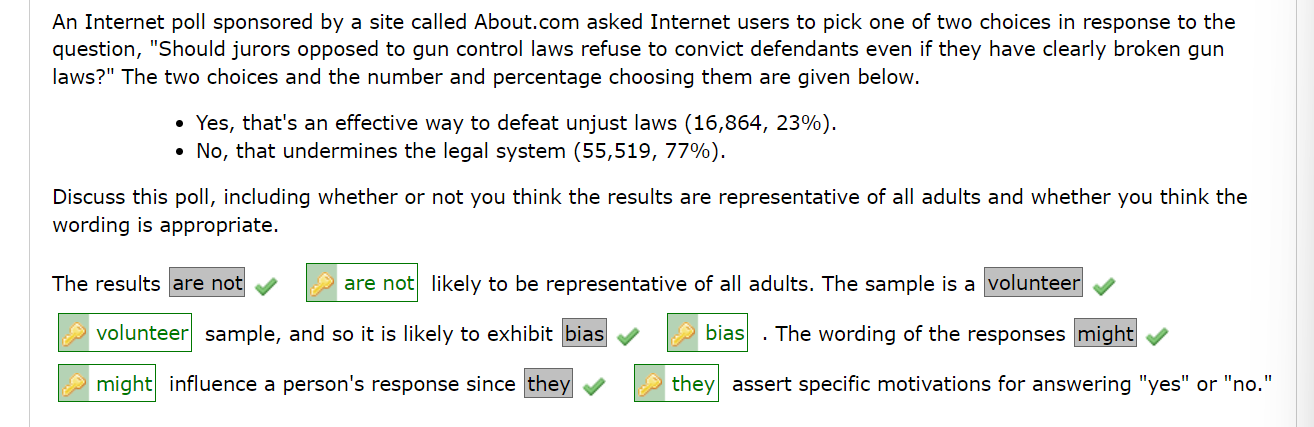 An Internet poll sponsored by a site called About.com asked Internet users to pick one of two choices in response to the
question, "Should jurors opposed to gun control laws refuse to convict defendants even if they have clearly broken gun
laws?" The two choices and the number and percentage choosing them are given below.
• Yes, that's an effective way to defeat unjust laws (16,864, 23%).
• No, that undermines the legal system (55,519, 77%).
Discuss this poll, including whether or not you think the results are representative of all adults and whether you think the
wording is appropriate.
The results are not are not likely to be representative of all adults. The sample is a volunteer
volunteer sample, and so it is likely to exhibit bias bias . The wording of the responses might
might influence a person's response since they they assert specific motivations for answering "yes" or "no."